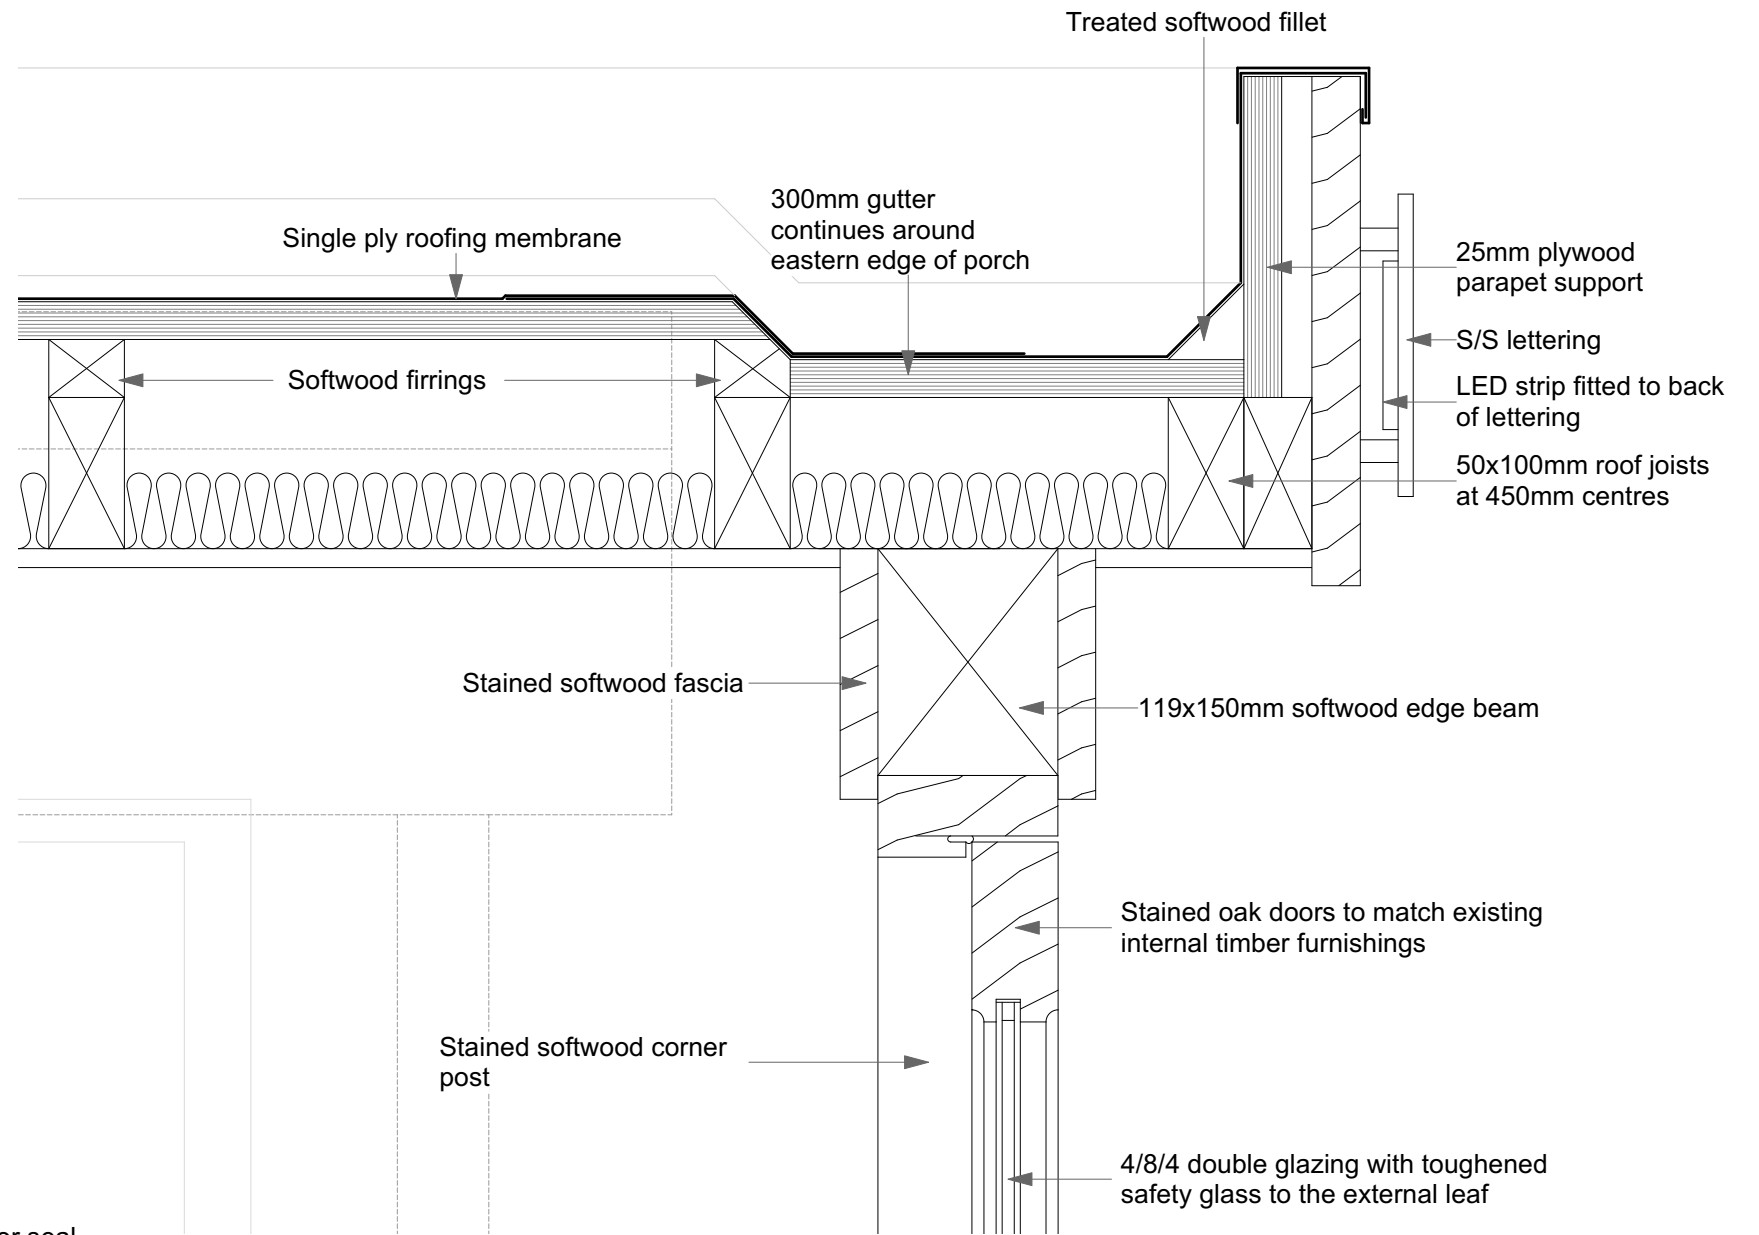 Treated softwood fillet
300mm gutter
continues around
eastern edge of porch
Single ply roofing membrane
25mm plywood
parapet support
S/S lettering
Softwood firrings
LED strip fitted to back
of lettering
50x100mm roof joists
at 450mm centres
Stained softwood fascia
119x150mm softwood edge beam
Stained oak doors to match existing
internal timber furnishings
Stained softwood corner
post
4/8/4 double glazing with toughened
safety glass to the external leaf